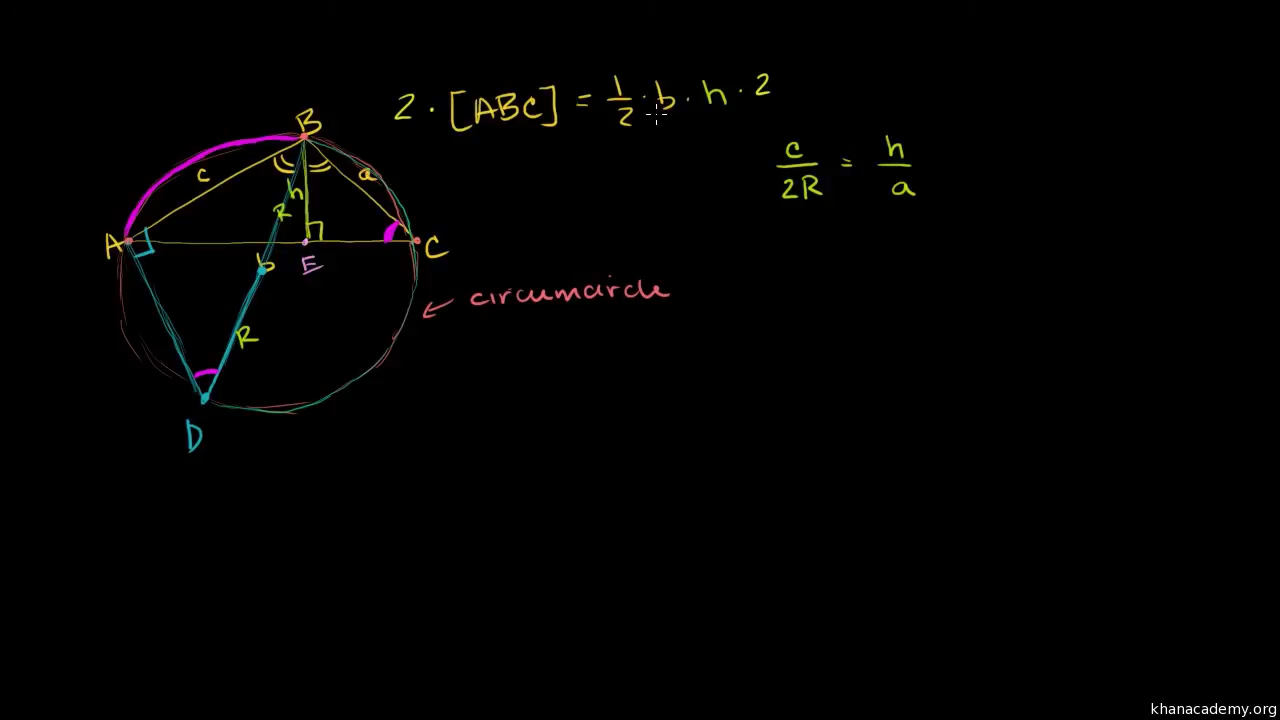 2 · [ABC] = 1/2 · b · h · 2
c/2R = h/a
B
c
a
h
R
A
C
b
E
R
circumcircle
D
khanacademy.org